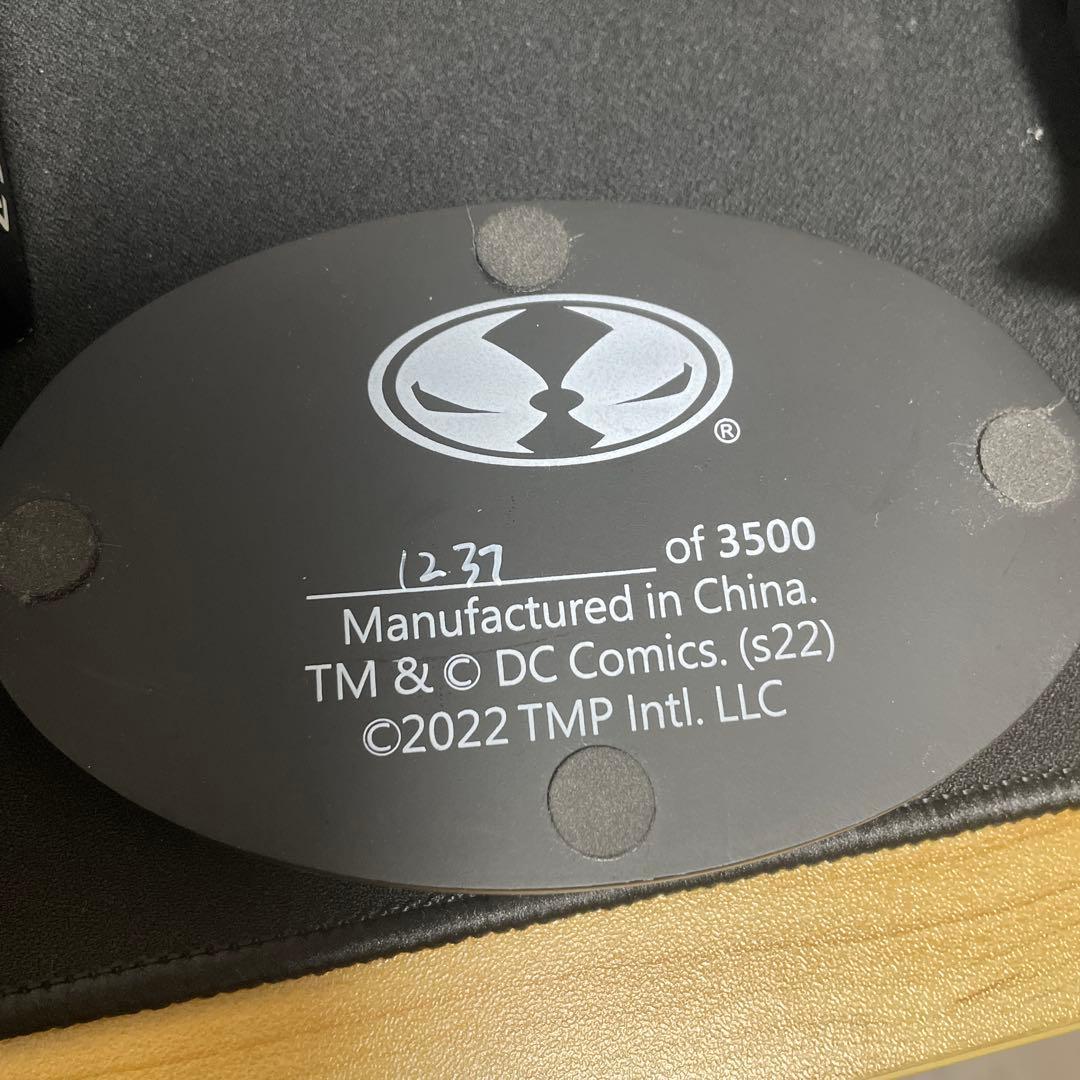 ®
1237 of 3500
Manufactured in China.
TM & © DC Comics. (s22)
©2022 TMP Intl. LLC